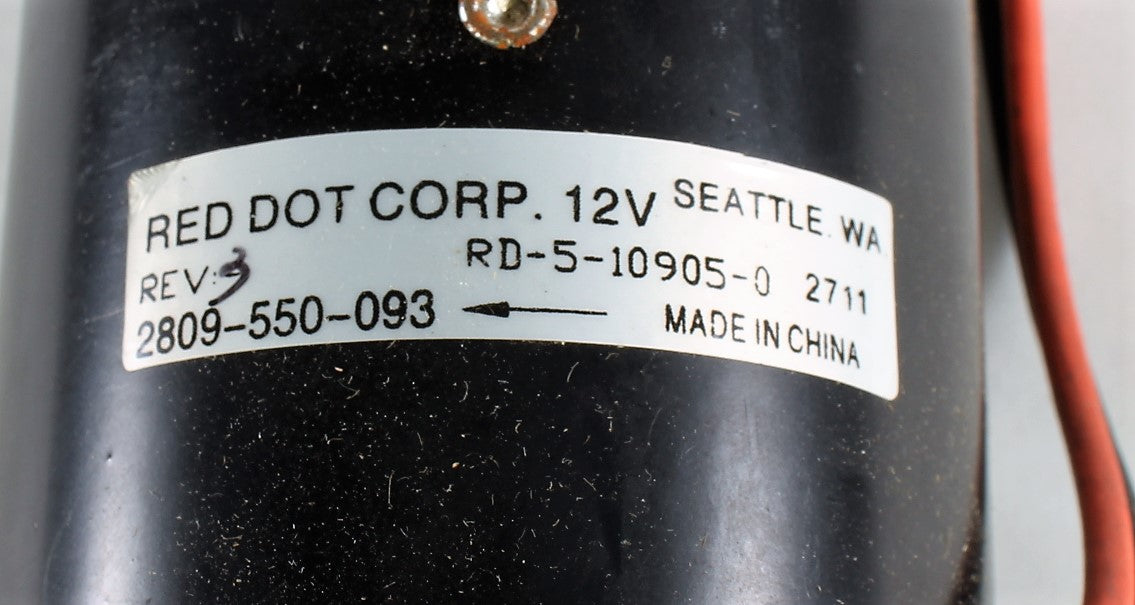 RED DOT CORP. 12V SEATTLE. WA
REV:3 RD-5-10905-0 2711
2809-550-093 MADE IN CHINA